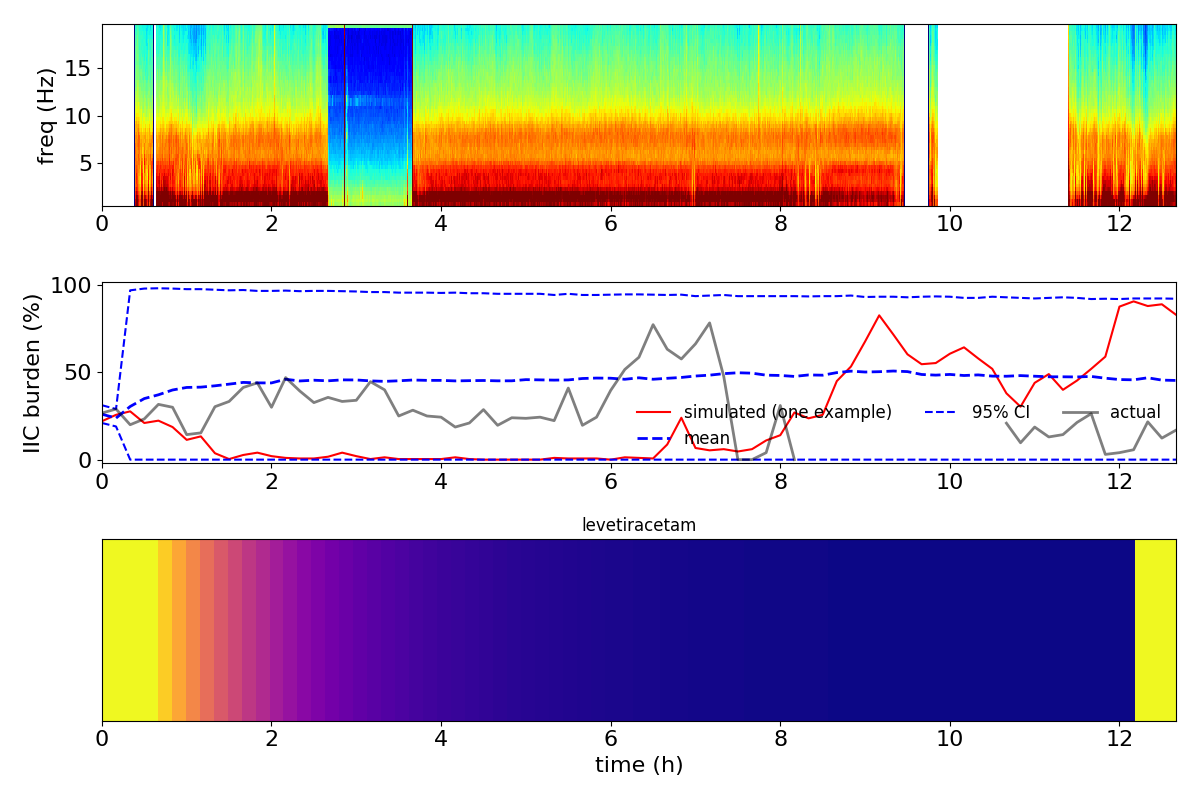 freq (Hz)
15
10
5
0 2 4 6 8 10 12
IIC burden (%)
100
50
0
simulated (one example) 95% CI actual
mean
0 2 4 6 8 10 12
levetiracetam
0 2 4 6 8 10 12
time (h)